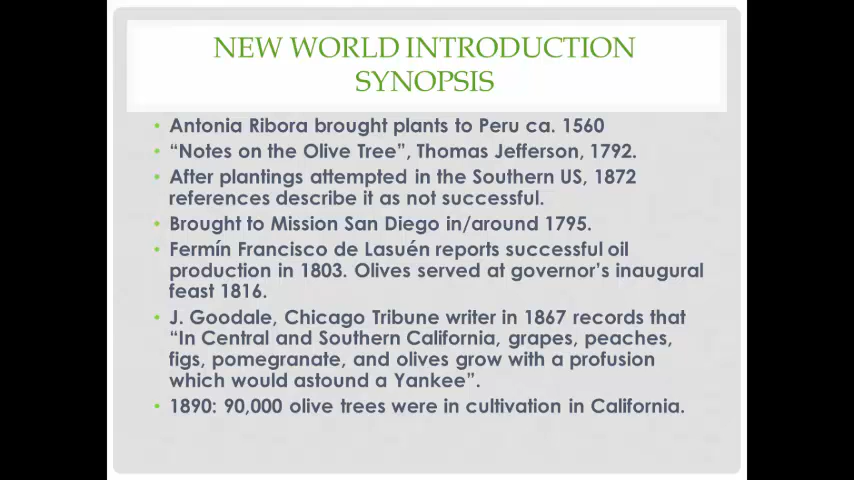 NEW WORLD INTRODUCTION
SYNOPSIS
• Antonia Ribora brought plants to Peru ca. 1560
• “Notes on the Olive Tree”, Thomas Jefferson, 1792.
• After plantings attempted in the Southern US, 1872
references describe it as not successful.
• Brought to Mission San Diego in/around 1795.
• Fermín Francisco de Lasuén reports successful oil
production in 1803. Olives served at governor’s inaugural
feast 1816.
• J. Goodale, Chicago Tribune writer in 1867 records that
“In Central and Southern California, grapes, peaches,
figs, pomegranate, and olives grow with a profusion
which would astound a Yankee”.
• 1890: 90,000 olive trees were in cultivation in California.